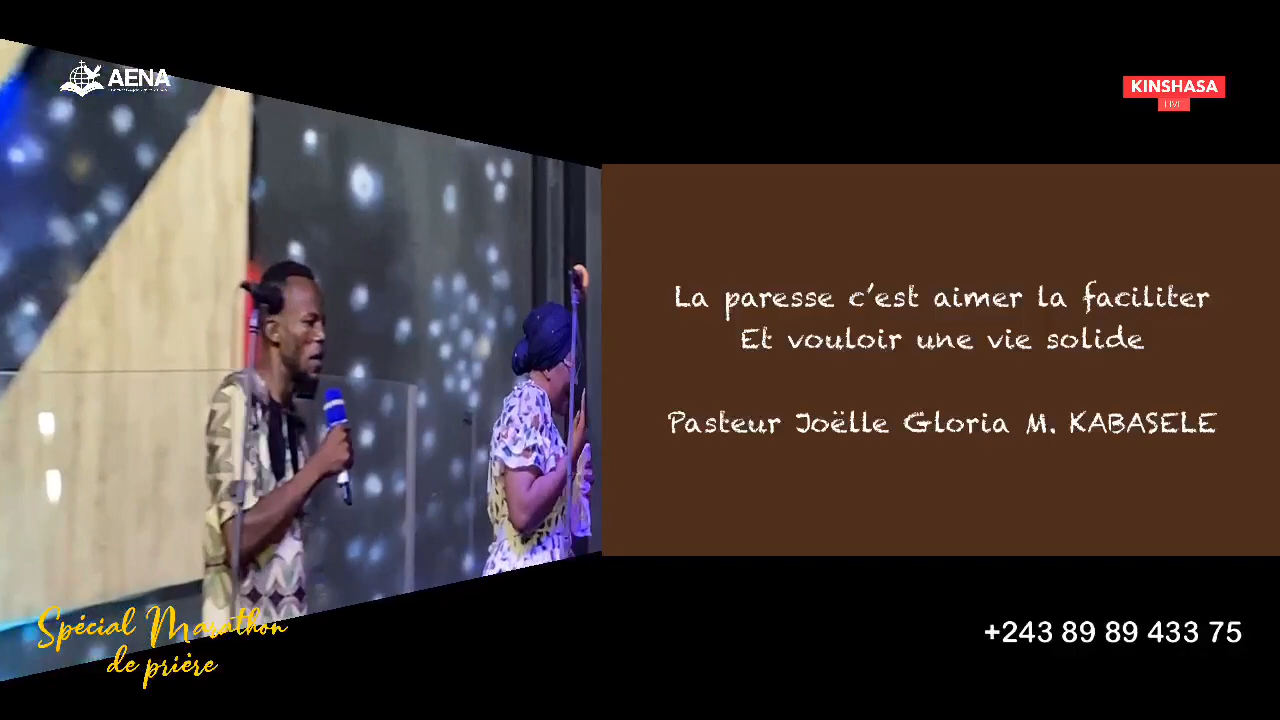 AENA
KINSHASA
LIVE
La paresse c'est aimer la faciliter
Et vouloir une vie solide
Pasteur Joëlle Gloria M. KABASELE
Spécial Marathon
de prière
+243 89 89 433 75